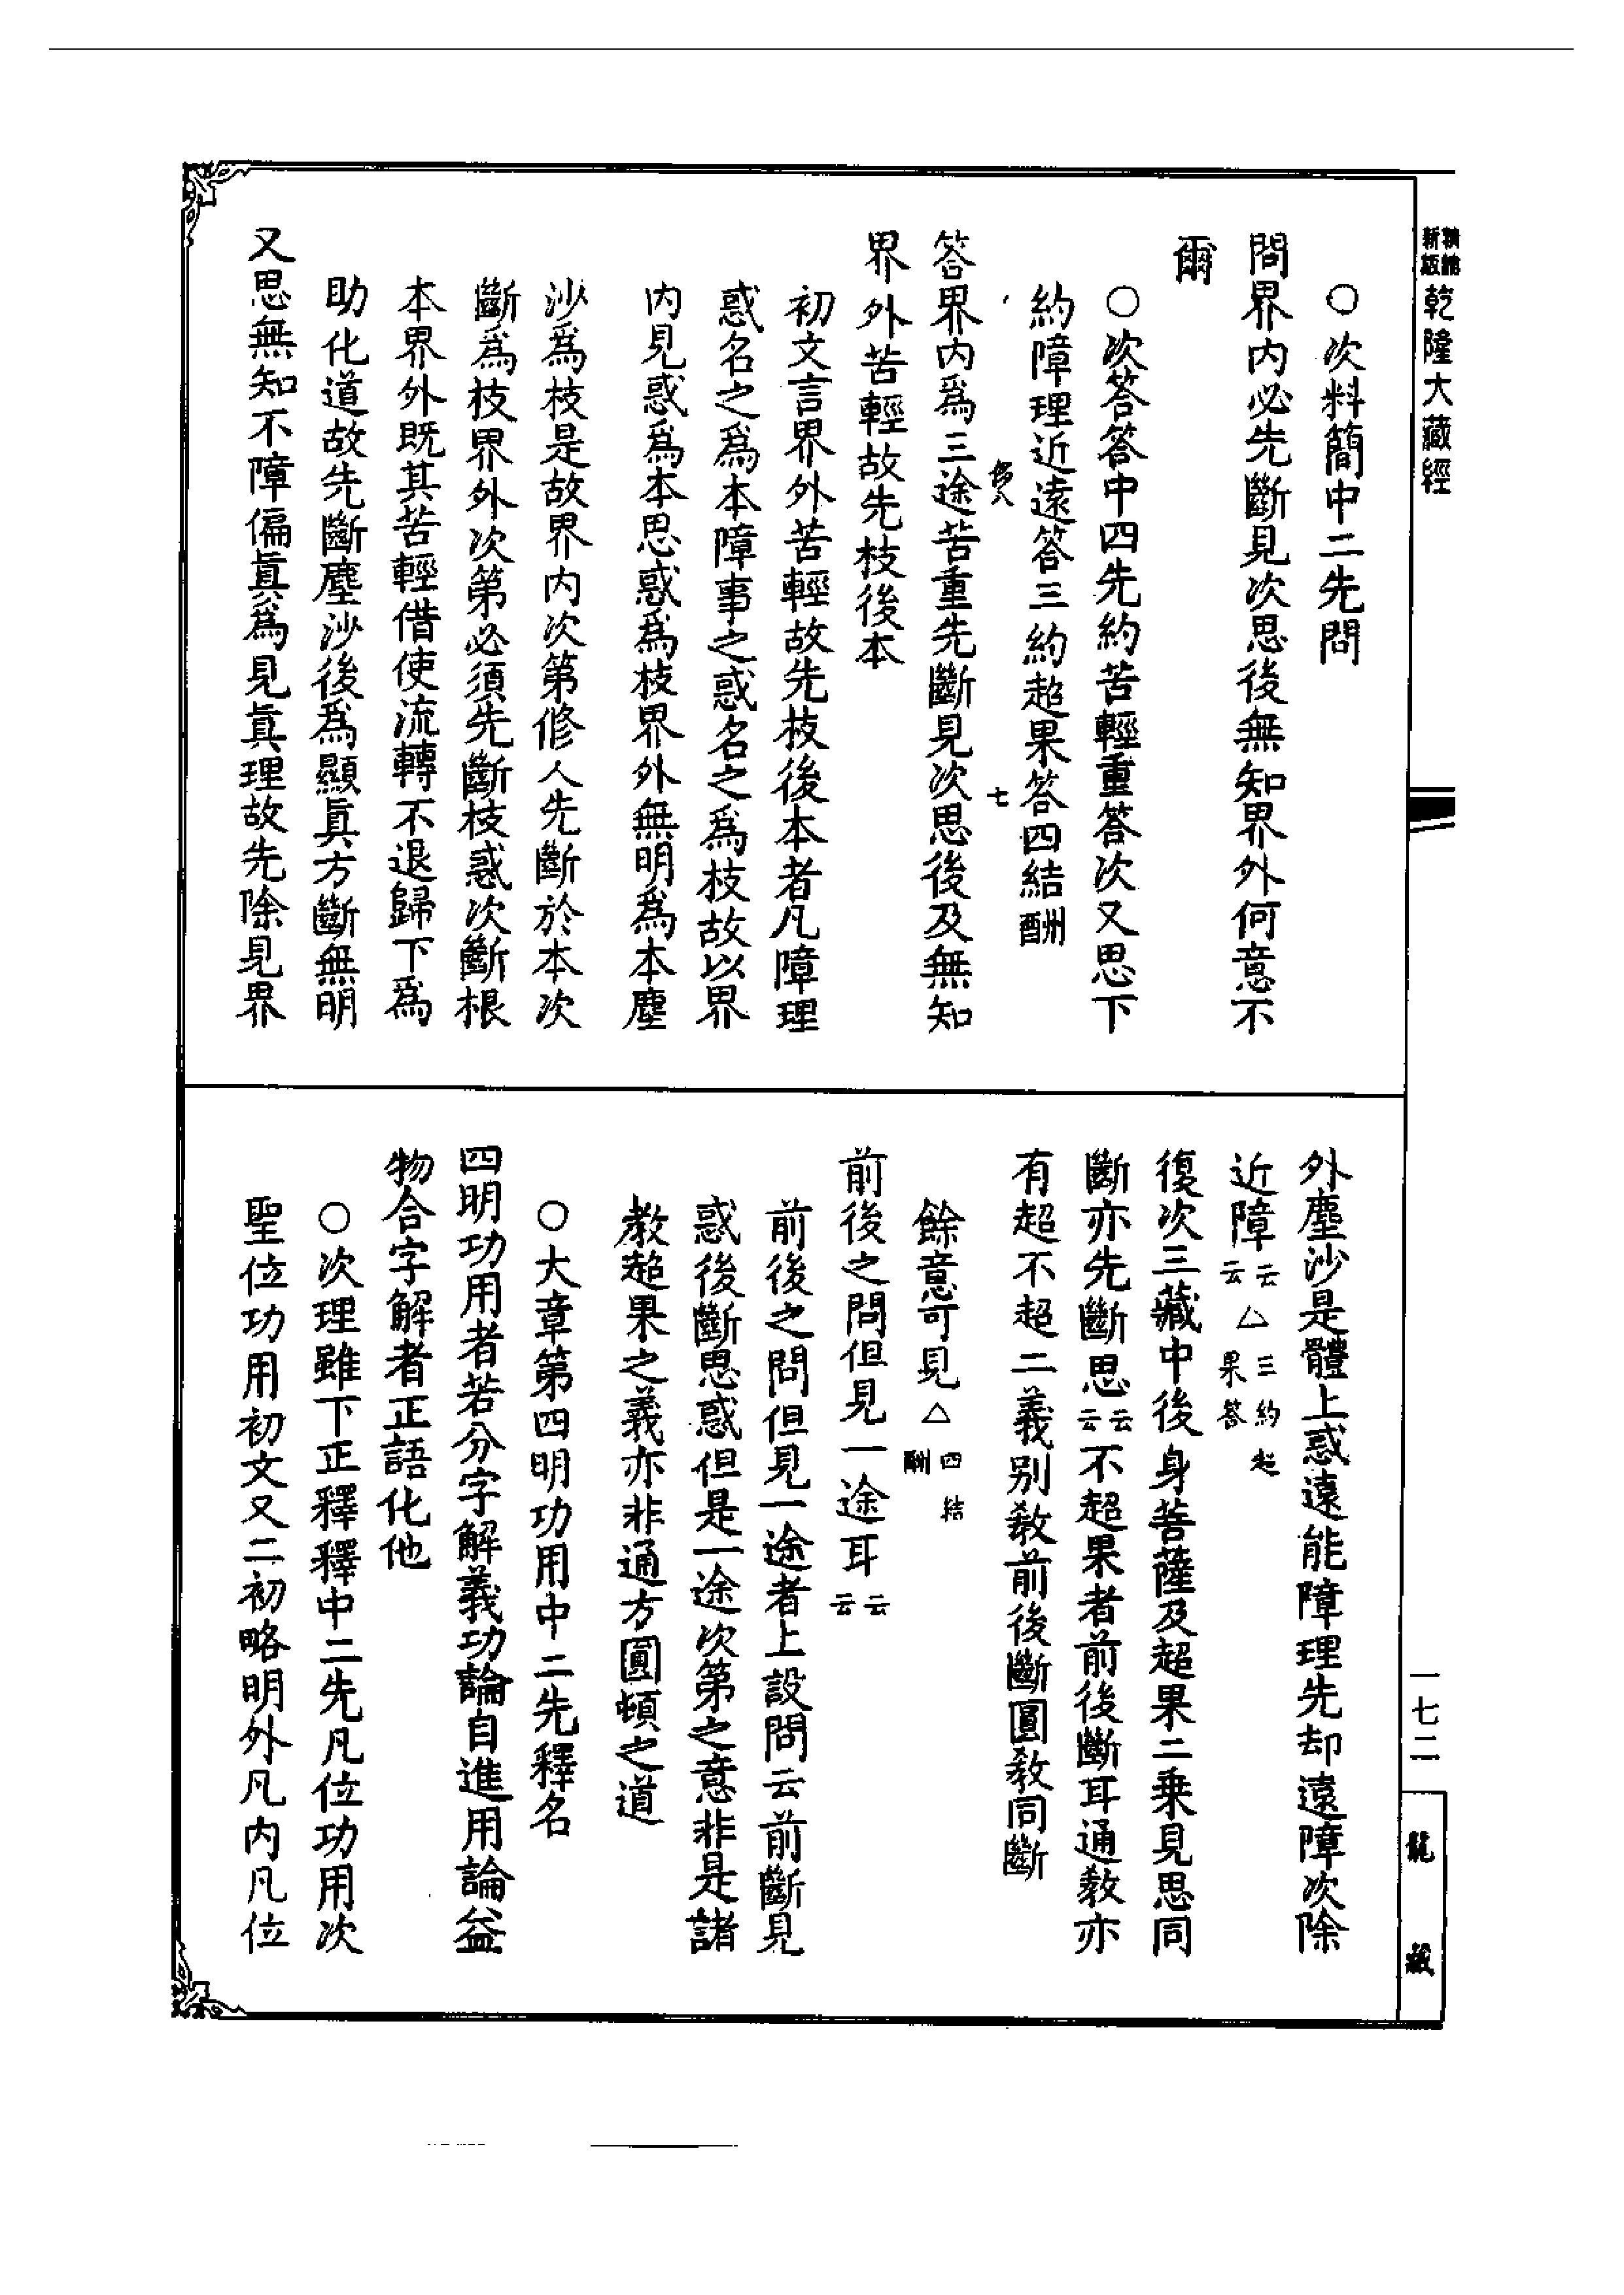 精縮新版乾隆大藏經
○次料簡中二先問
問界内必先斷見次思後無知界外何意不
爾
○次答答中四先約苦輕重答次又思下
約障理近遠答三約超果答四結酬
七
答界内爲三途苦重先斷見次思後及無知
界外苦輕故先枝後本
初文言界外苦輕故先枝後本者凡障理
惑名之爲本障事之惑名之爲枝故以界
内見惑爲本思惑爲枝界外無明爲本塵
沙爲枝是故界内次第修人先斷於本次
斷爲枝界外次第必須先斷枝惑次斷根
本界外既其苦輕借使流轉不退歸下爲
助化道故先斷塵沙後爲顯眞方斷無明
又思無知不障偏眞爲見眞理故先除見界
外塵沙是體上惑遠能障理先却遠障次除
近障云云△三約超果答
復次三藏中後身菩薩及超果二乗見思同
斷亦先斷思云云不超果者前後斷耳通教亦
有超不超二義別教前後斷圓教同斷
餘意可見△四結酬
前後之問但見一途耳云云
前後之問但見一途者上設問云前斷見
惑後斷思惑但是一途次第之意非是諸
教超果之義亦非通方圓頓之道
○大章第四明功用中二先釋名
四明功用者若分字解義功論自進用論益
物合字解者正語化他
○次理雖下正釋釋中二先凡位功用次
聖位功用初文又二初略明外凡内凡位
一七二
龍藏